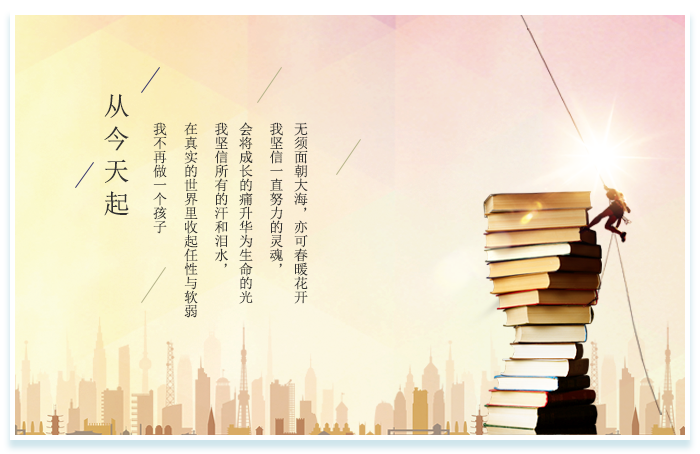 从今天起
我不再做一个孩子
在真实的世界里收起任性与软弱
我坚信所有的汗和泪水，
会将成长的痛升华为生命的光
我坚信一直努力的灵魂，
无须面朝大海，亦可春暖花开